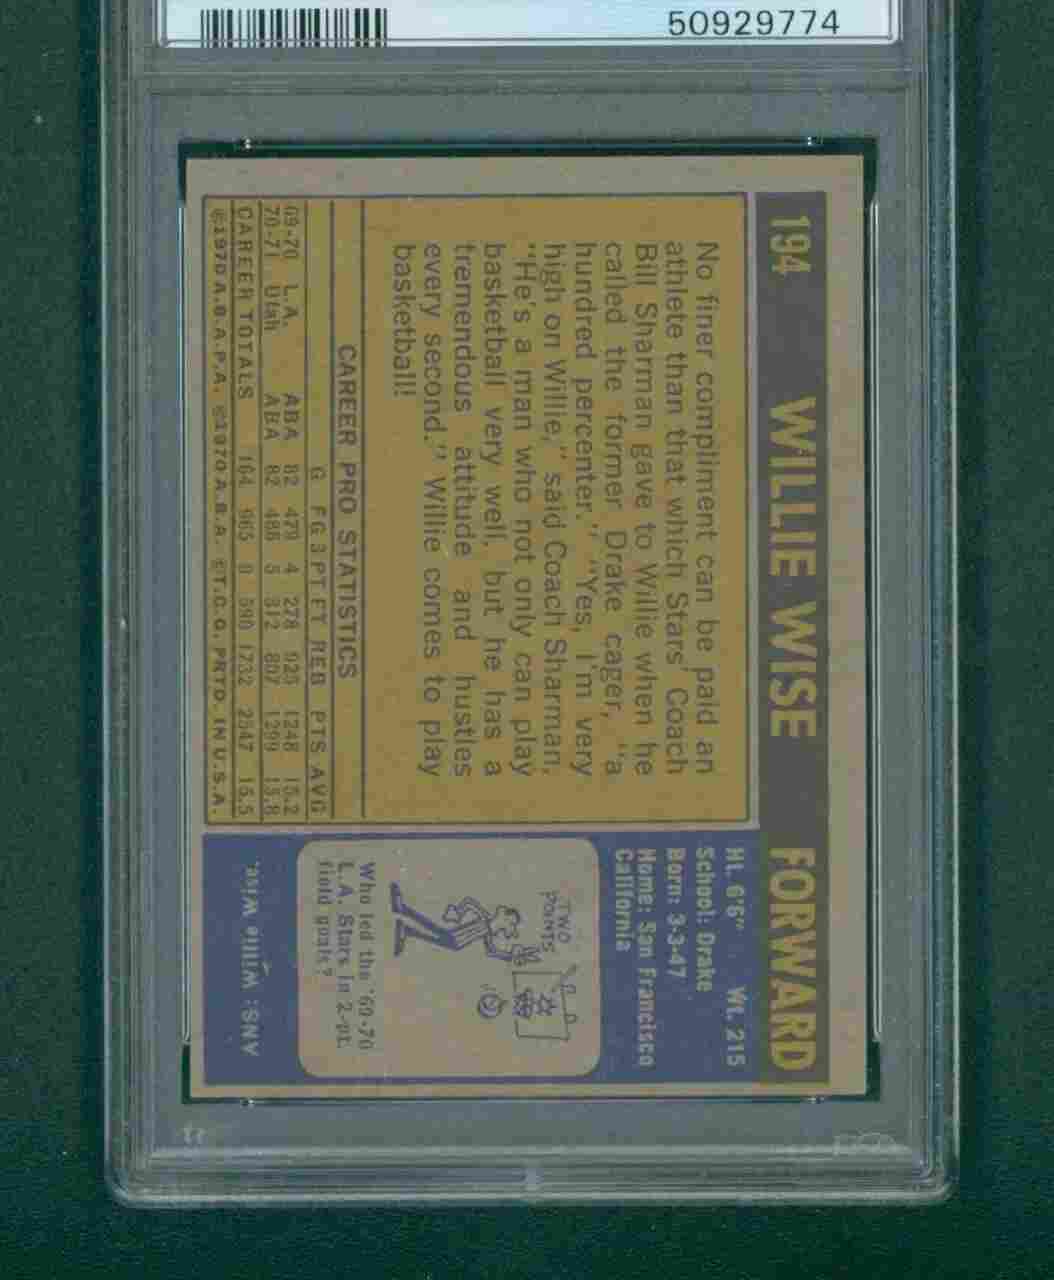 50929774
194 WILLIE WISE FORWARD
No finer compliment can be paid an
athlete than that which Stars' Coach
Bill Sharman gave to Willie when he
called the former Drake cager, "a
hundred percenter." "Yes, I'm very
high on Willie," said Coach Sharman.
"He's a man who not only can play
basketball very well, but he has a
tremendous attitude and hustles
every second." Willie comes to play
basketball!
CAREER PRO STATISTICS
G FG 3PT FT REB PTS AVG
69-70 L.A. ABA 82 479 4 278 925 1248 15.2
70-71 Utah ABA 82 486 5 312 807 1299 15.8
CAREER TOTALS 164 965 9 590 1732 2547 15.5
©1970 A.B.A.P.A. ©1970 A.B.A. ©T.C.G. PRTD. IN U.S.A.
Ht. 6'6" Wt. 215
School: Drake
Born: 3-3-47
Home: San Francisco
California
TWO
POINTS
2
Who led the '69-70
L.A. Stars in 2-pt.
field goals?
ANS: Willie Wise.